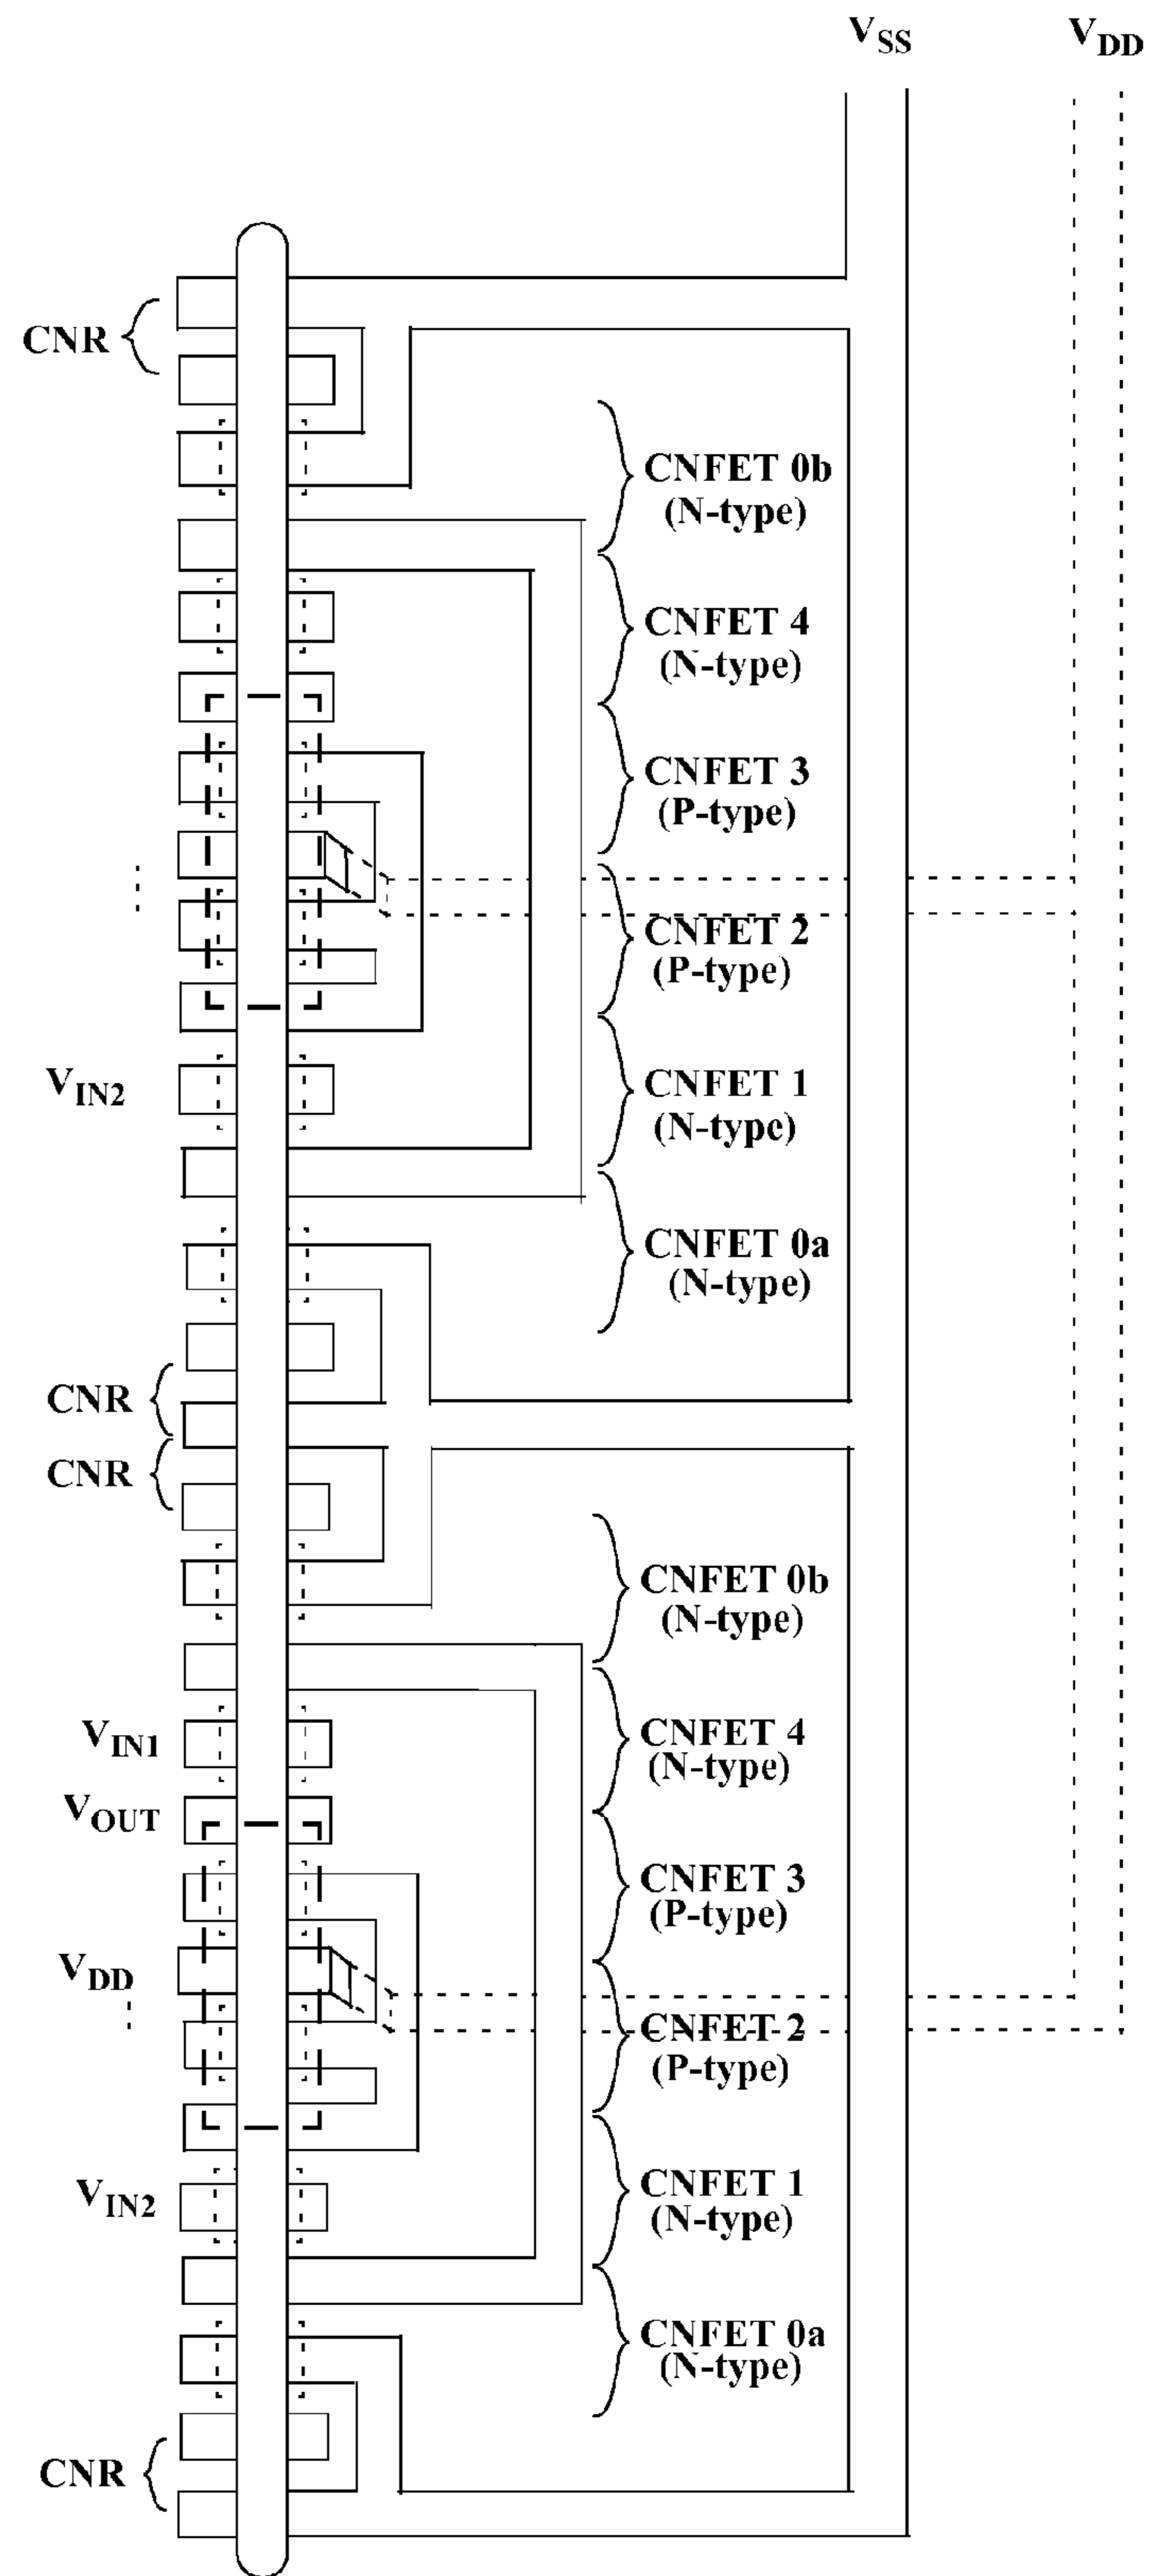 VSS
VDD
CNR
CNFET 0b
(N-type)
CNFET 4
(N-type)
CNFET 3
(P-type)
CNFET 2
(P-type)
VIN2
CNFET 1
(N-type)
CNFET 0a
(N-type)
CNR
CNR
CNFET 0b
(N-type)
VIN1
CNFET 4
(N-type)
VOUT
CNFET 3
(P-type)
VDD
CNFET 2
(P-type)
VIN2
CNFET 1
(N-type)
CNFET 0a
(N-type)
CNR